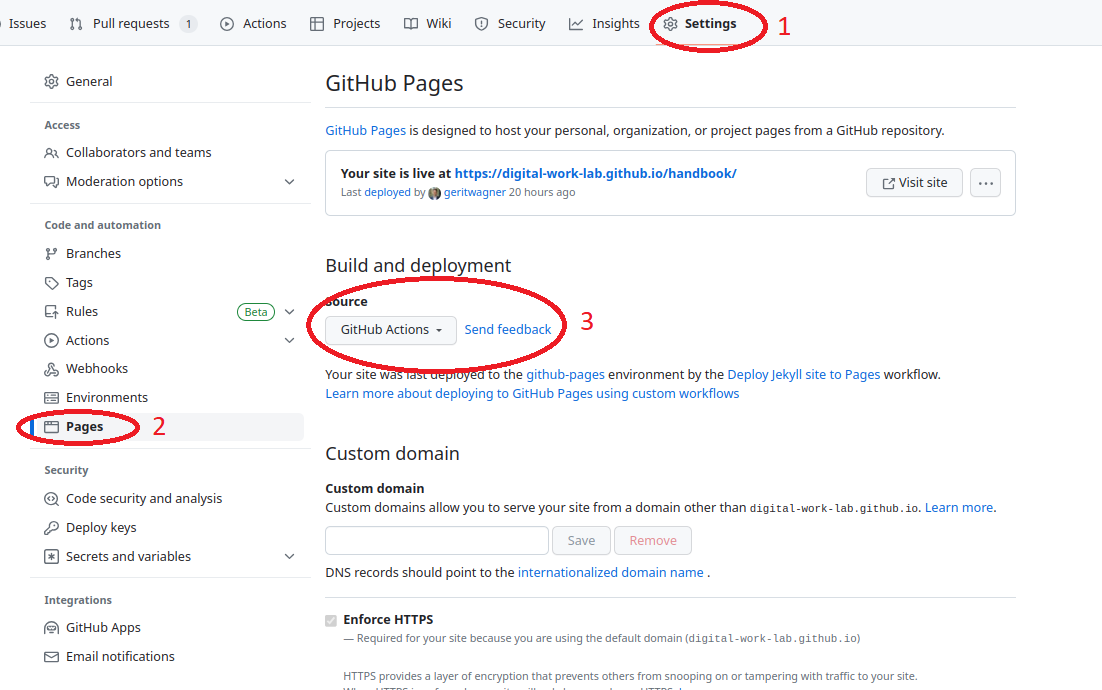 Issues Pull requests 1 Actions Projects Wiki Security Insights Settings 1
General
Access
Collaborators and teams
Moderation options
Code and automation
Branches
Tags
Rules Beta
Actions
Webhooks
Environments
Pages 2
Security
Code security and analysis
Deploy keys
Secrets and variables
Integrations
GitHub Apps
Email notifications
GitHub Pages
GitHub Pages is designed to host your personal, organization, or project pages from a GitHub repository.
Your site is live at https://digital-work-lab.github.io/handbook/
Last deployed by geritwagner 20 hours ago
Visit site
Build and deployment
Source
GitHub Actions Send feedback 3
Your site was last deployed to the github-pages environment by the Deploy Jekyll site to Pages workflow.
Learn more about deploying to GitHub Pages using custom workflows
Custom domain
Custom domain
Custom domains allow you to serve your site from a domain other than digital-work-lab.github.io. Learn more.
Save Remove
DNS records should point to the internationalized domain name .
Enforce HTTPS
— Required for your site because you are using the default domain (digital-work-lab.github.io)
HTTPS provides a layer of encryption that prevents others from snooping on or tampering with traffic to your site.